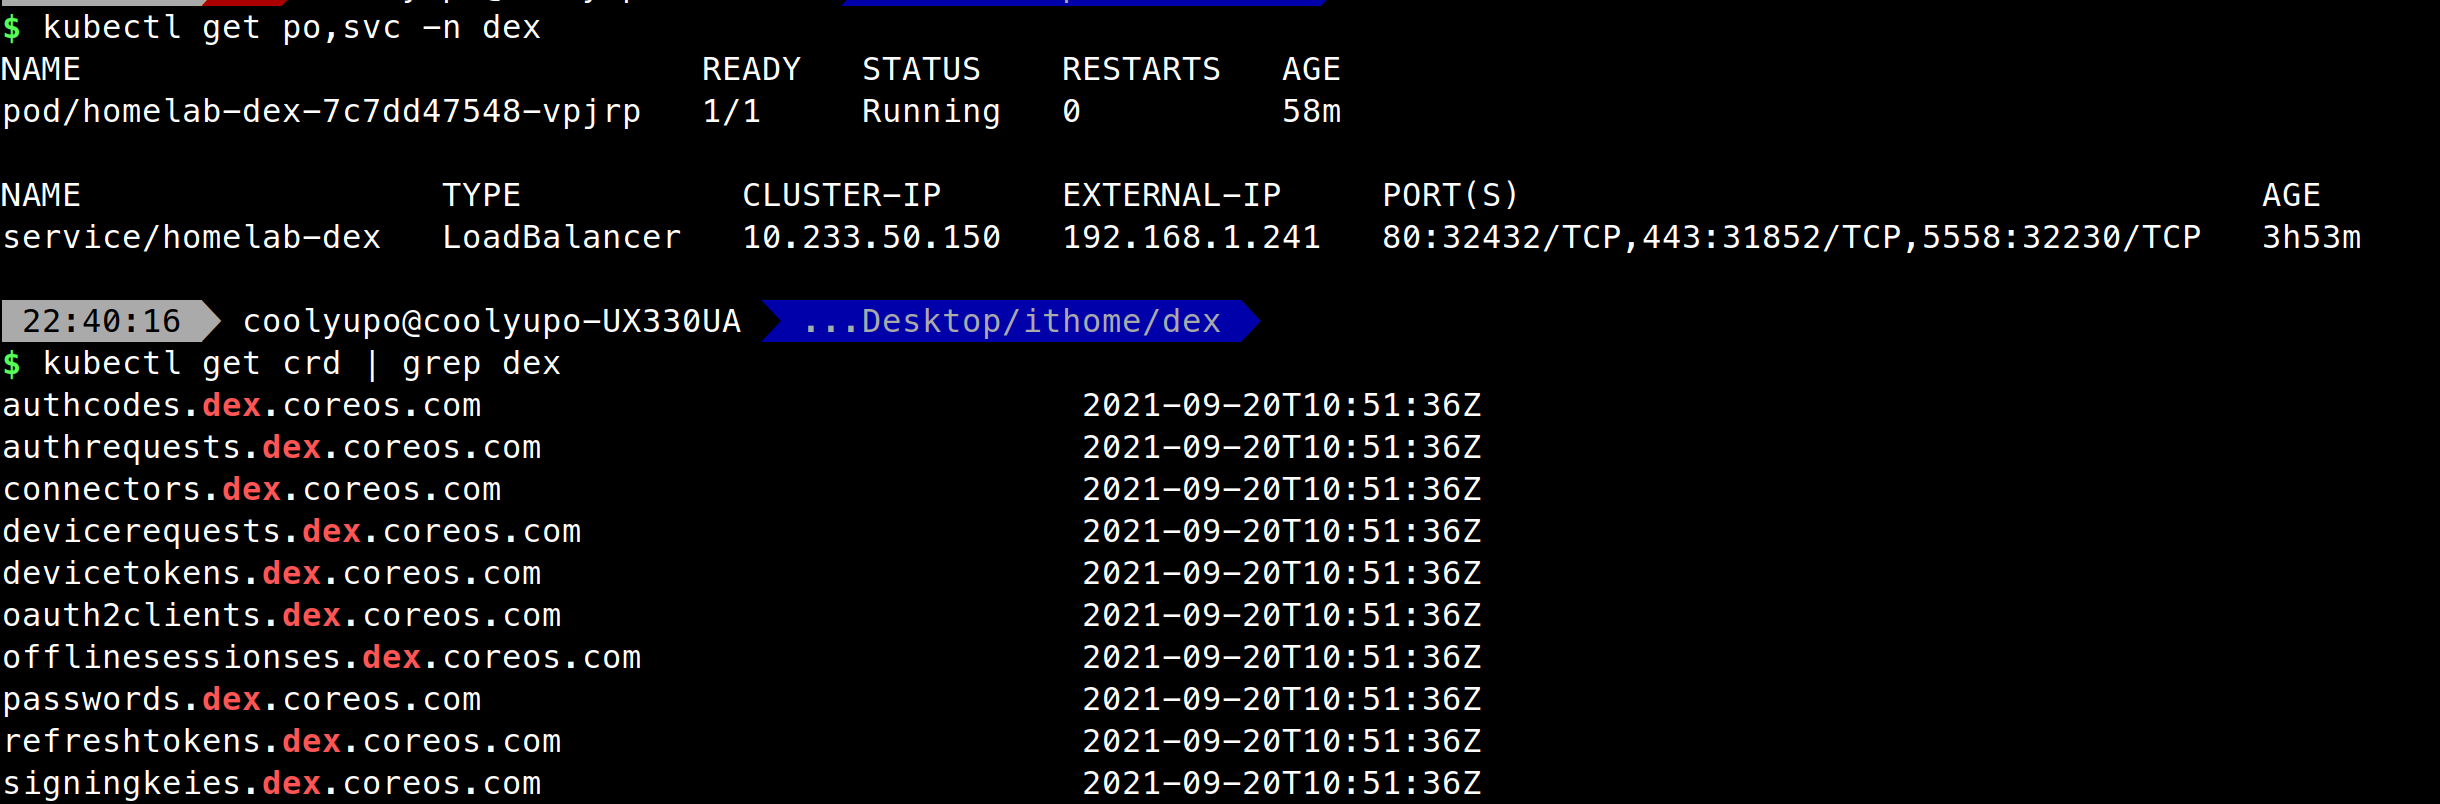 $ kubectl get po,svc -n dex
NAME READY STATUS RESTARTS AGE
pod/homelab-dex-7c7dd47548-vpjrp 1/1 Running 0 58m
NAME TYPE CLUSTER-IP EXTERNAL-IP PORT(S) AGE
service/homelab-dex LoadBalancer 10.233.50.150 192.168.1.241 80:32432/TCP,443:31852/TCP,5558:32230/TCP 3h53m
22:40:16 coolyupo@coolyupo-UX330UA ...Desktop/ithome/dex
$ kubectl get crd | grep dex
authcodes.dex.coreos.com 2021-09-20T10:51:36Z
authrequests.dex.coreos.com 2021-09-20T10:51:36Z
connectors.dex.coreos.com 2021-09-20T10:51:36Z
devicerequests.dex.coreos.com 2021-09-20T10:51:36Z
devicetokens.dex.coreos.com 2021-09-20T10:51:36Z
oauth2clients.dex.coreos.com 2021-09-20T10:51:36Z
offlinesessionses.dex.coreos.com 2021-09-20T10:51:36Z
passwords.dex.coreos.com 2021-09-20T10:51:36Z
refreshtokens.dex.coreos.com 2021-09-20T10:51:36Z
signingkeies.dex.coreos.com 2021-09-20T10:51:36Z